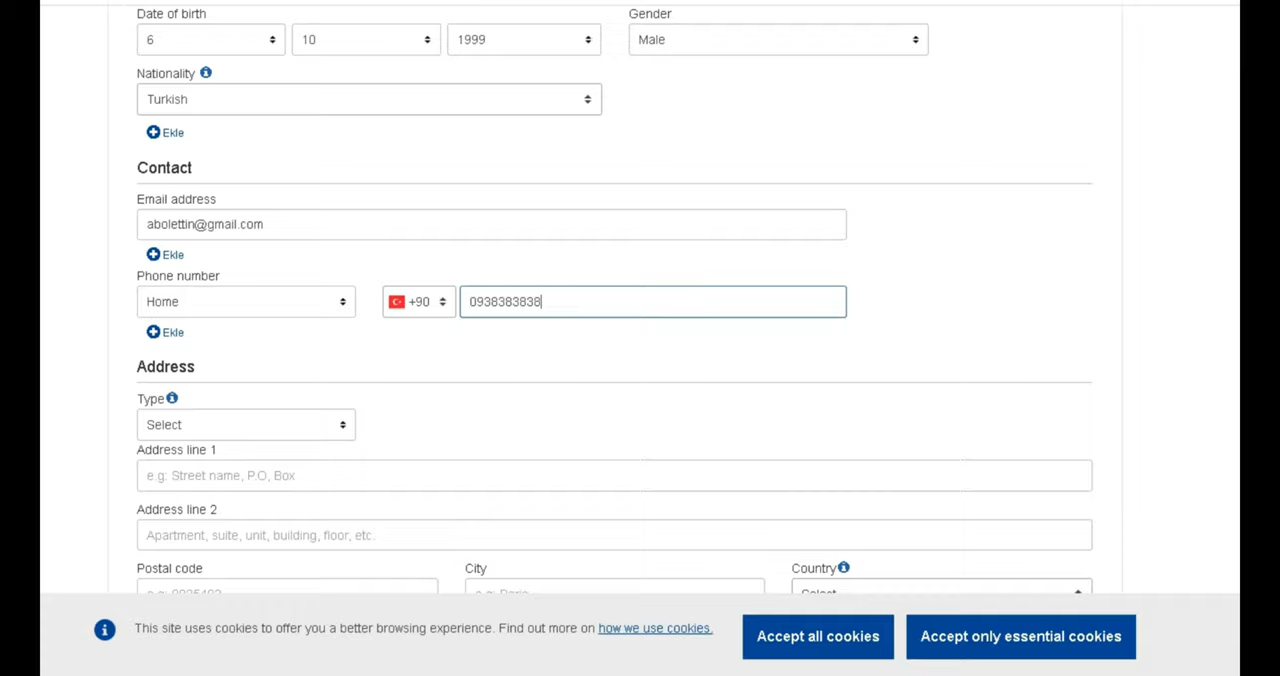 Date of birth Gender
6 10 1999 Male
Nationality
Turkish
Ekle
Contact
Email address
abolettin@gmail.com
Ekle
Phone number
Home +90 0938383838
Ekle
Address
Type
Select
Address line 1
e.g: Street name, P.O, Box
Address line 2
Apartment, suite, unit, building, floor, etc.
Postal code City Country
This site uses cookies to offer you a better browsing experience. Find out more on how we use cookies. Accept all cookies Accept only essential cookies